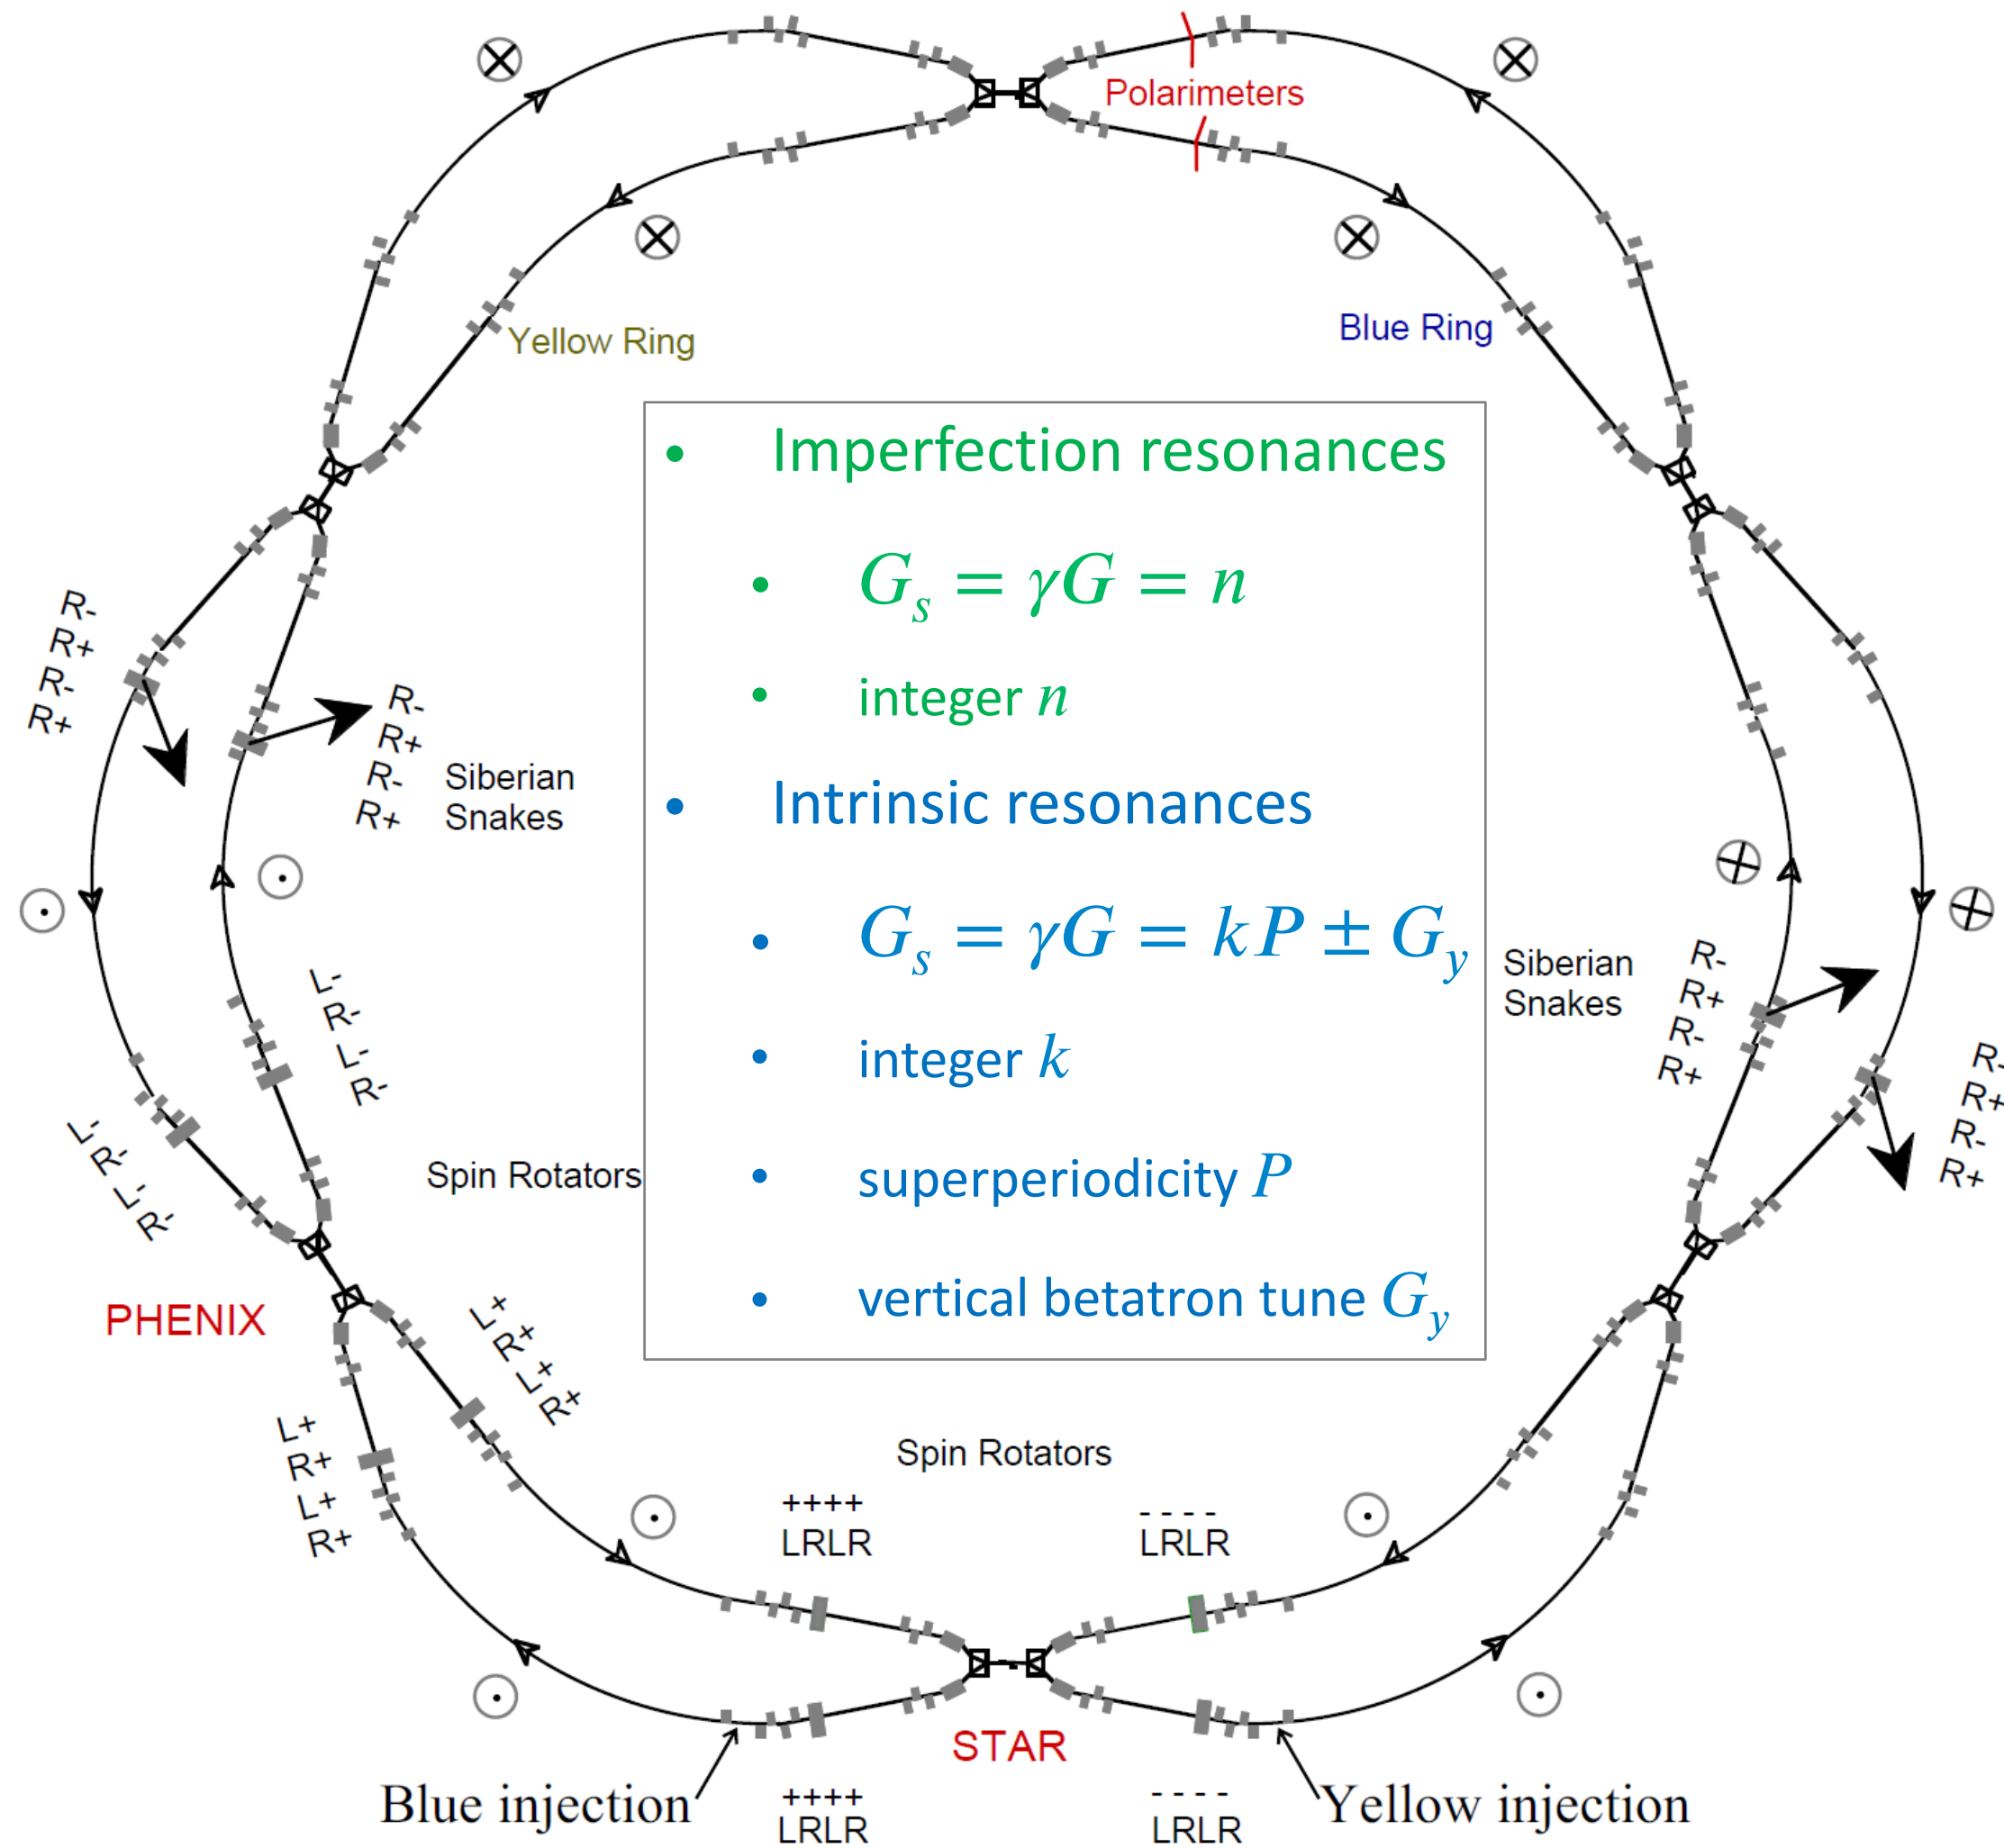 Polarimeters
Yellow Ring
Blue Ring
• Imperfection resonances
• G_s = γG = n
• integer n
• Intrinsic resonances
• G_s = γG = kP ± G_y
• integer k
• superperiodicity P
• vertical betatron tune G_y
R-
R+
R-
R+
R-
R+
R-
R+
Siberian
Snakes
Siberian
Snakes
R-
R+
R-
R+
R-
R+
R-
R+
L-
R-
L-
R-
L-
R-
L-
R-
Spin Rotators
PHENIX
L+
R+
L+
R+
L+
R+
L+
R+
Spin Rotators
++++
LRLR
- - - -
LRLR
STAR
Blue injection
++++
LRLR
- - - -
LRLR
Yellow injection